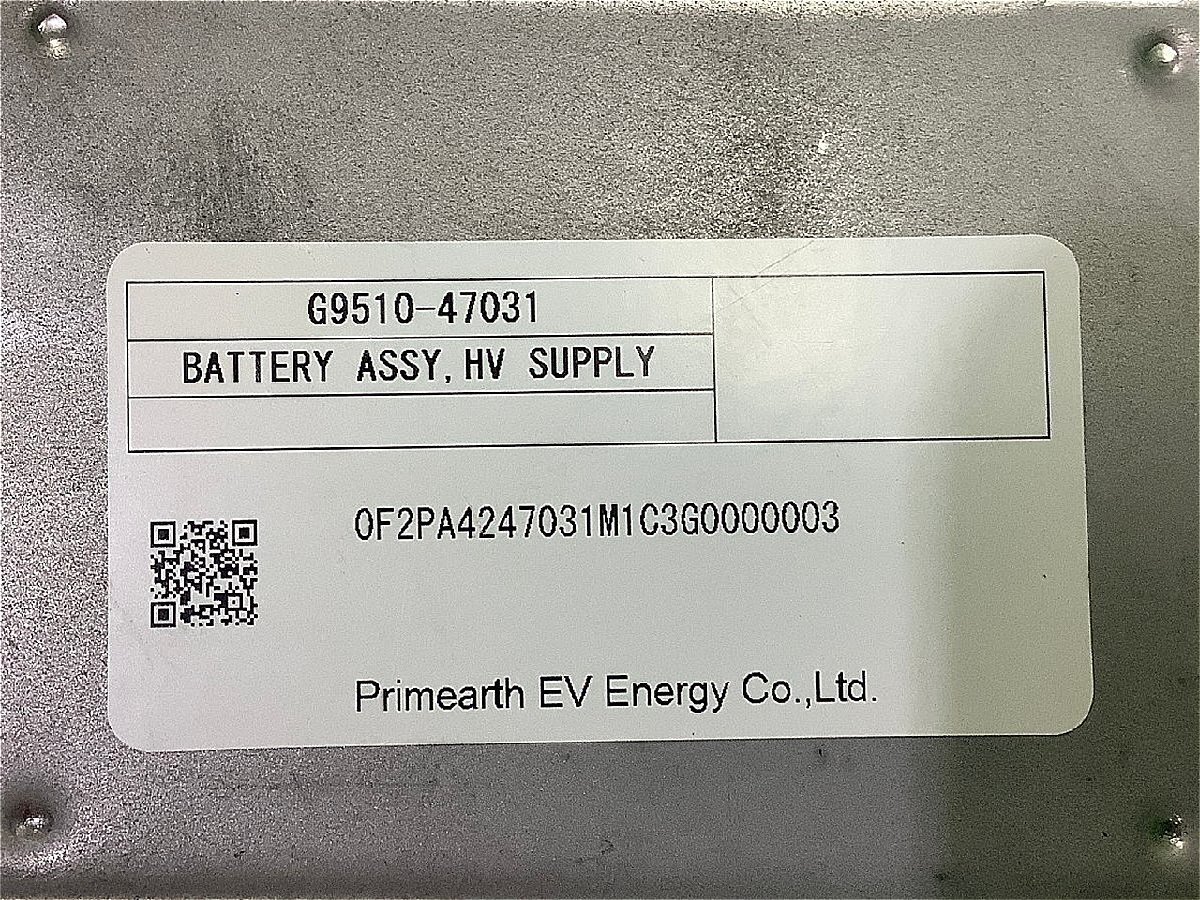 G9510-47031
BATTERY ASSY, HV SUPPLY
0F2PA4247031M1C3G0000003
Primearth EV Energy Co.,Ltd.